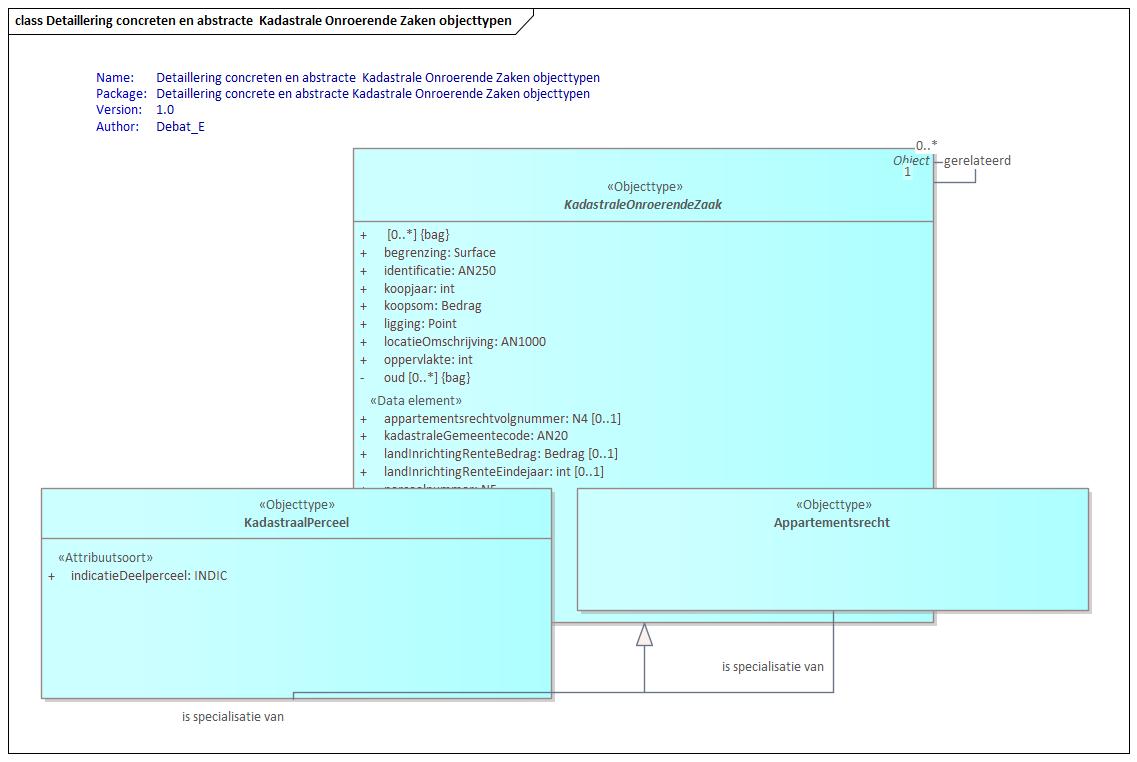 class Detaillering concreten en abstracte  Kadastrale Onroerende Zaken objecttypen
Name: Detaillering concreten en abstracte  Kadastrale Onroerende Zaken objecttypen
Package: Detaillering concrete en abstracte Kadastrale Onroerende Zaken objecttypen
Version: 1.0
Author: Debat_E
0..*
Object
gerelateerd
1
«Objecttype»
KadastraleOnroerendeZaak
+ [0..*] {bag}
+ begrenzing: Surface
+ identificatie: AN250
+ koopjaar: int
+ koopsom: Bedrag
+ ligging: Point
+ locatieOmschrijving: AN1000
+ oppervlakte: int
- oud [0..*] {bag}
«Data element»
+ appartementsrechtvolgnummer: N4 [0..1]
+ kadastraleGemeentecode: AN20
+ landInrichtingRenteBedrag: Bedrag [0..1]
+ landInrichtingRenteEindejaar: int [0..1]
«Objecttype»
KadastraalPerceel
«Attribuutsoort»
+ indicatieDeelperceel: INDIC
«Objecttype»
Appartementsrecht
is specialisatie van
is specialisatie van